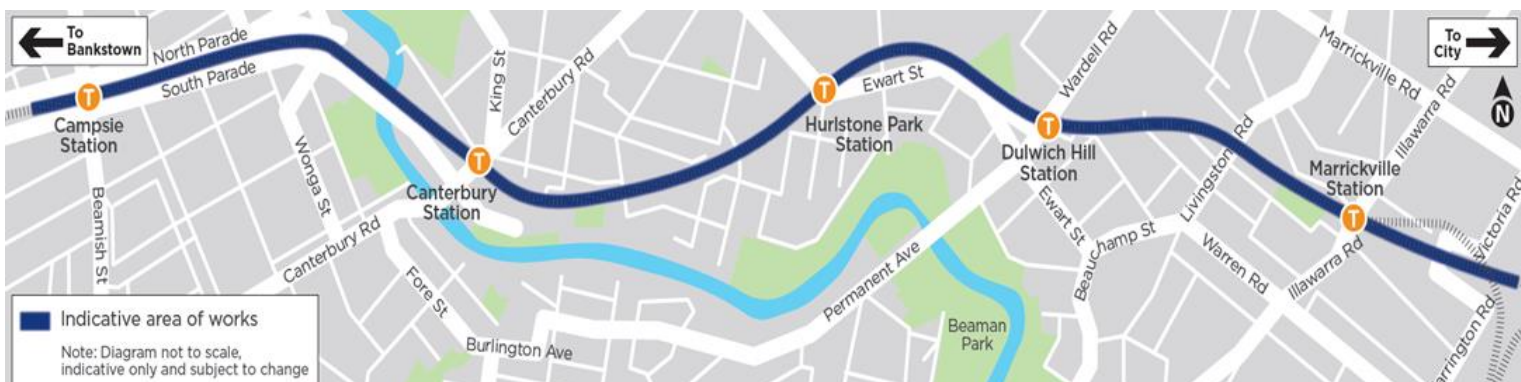 To
Bankstown
North Parade
South Parade
T
Campsie
Station
Beamish St
Wonga St
Canterbury Rd
Fore St
King St
Canterbury Rd
T
Canterbury
Station
Burlington Ave
T
Hurlstone Park
Station
Ewart St
Wardell Rd
T
Dulwich Hill
Station
Permanent Ave
Beaman
Park
Ewart St
Beauchamp St
Livingstone Rd
Warren Rd
Marrickville Rd
Illawarra Rd
Marrickville
Station
T
Illawarra Rd
Victoria Rd
arrington Rd
To
City
N
Indicative area of works
Note: Diagram not to scale,
indicative only and subject to change